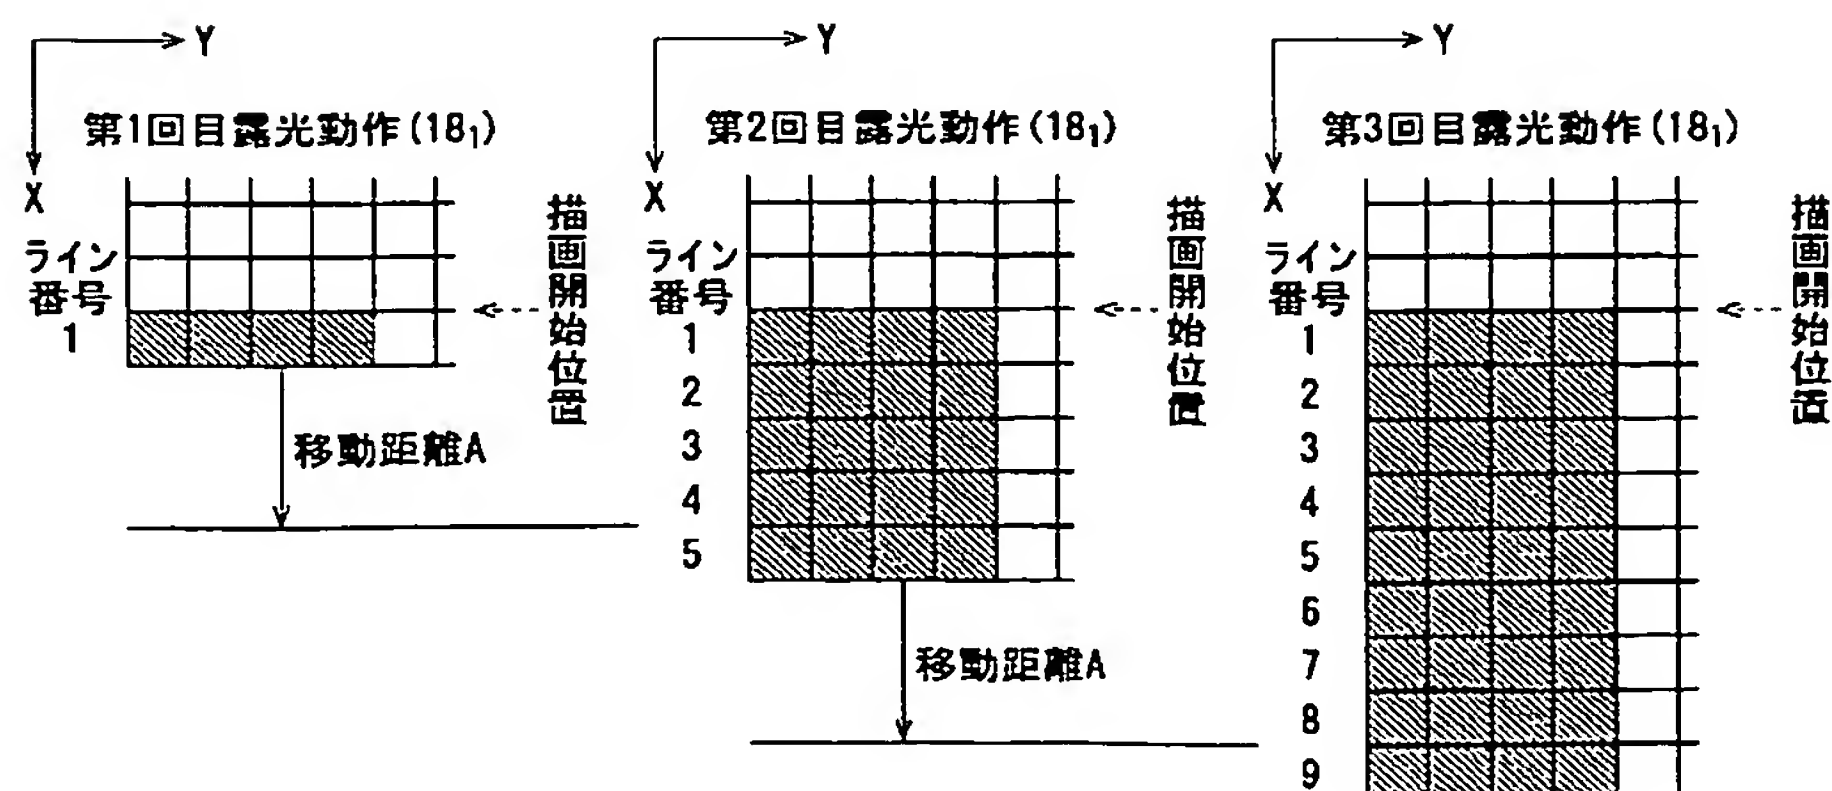 Y
第1回目露光動作(18₁)
X
ライン
番号
1
描画開始位置
移動距離A
Y
第2回目露光動作(18₁)
X
ライン
番号
1
2
3
4
5
描画開始位置
移動距離A
Y
第3回目露光動作(18₁)
X
ライン
番号
1
2
3
4
5
6
7
8
9
描画開始位置